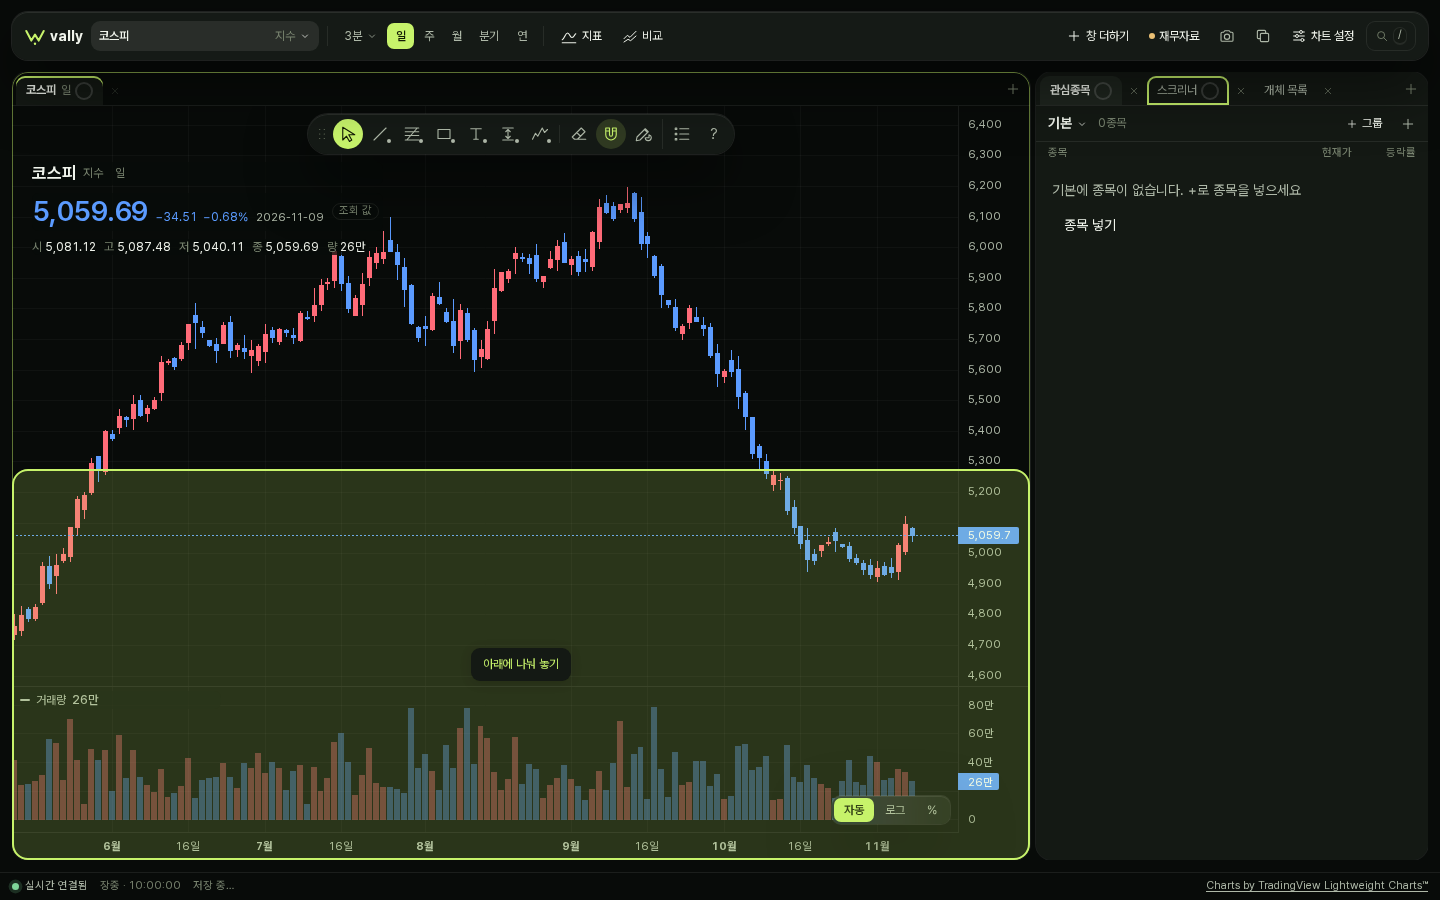 vally 코스피 지수 3분 일 주 월 분기 연 지표 비교 창 더하기 재무자료 차트 설정 /
코스피 일 × +
관심종목 × 스크리너 × 개체 목록 × +
T ?
기본 0종목 + 그룹 +
종목 현재가 등락률
코스피 지수 일
5,059.69 −34.51 −0.68% 2026-11-09 조회 값
시 5,081.12 고 5,087.48 저 5,040.11 종 5,059.69 량 26만
기본에 종목이 없습니다. +로 종목을 넣으세요
종목 넣기
6,400
6,300
6,200
6,100
6,000
5,900
5,800
5,700
5,600
5,500
5,400
5,300
5,200
5,059.7
5,000
4,900
4,800
4,700
4,600
아래에 나눠 놓기
거래량 26만
80만
60만
40만
26만
0
자동 로그 %
6월 16일 7월 16일 8월 9월 16일 10월 16일 11월
실시간 연결됨 장중 · 10:00:00 저장 중...
Charts by TradingView Lightweight Charts™